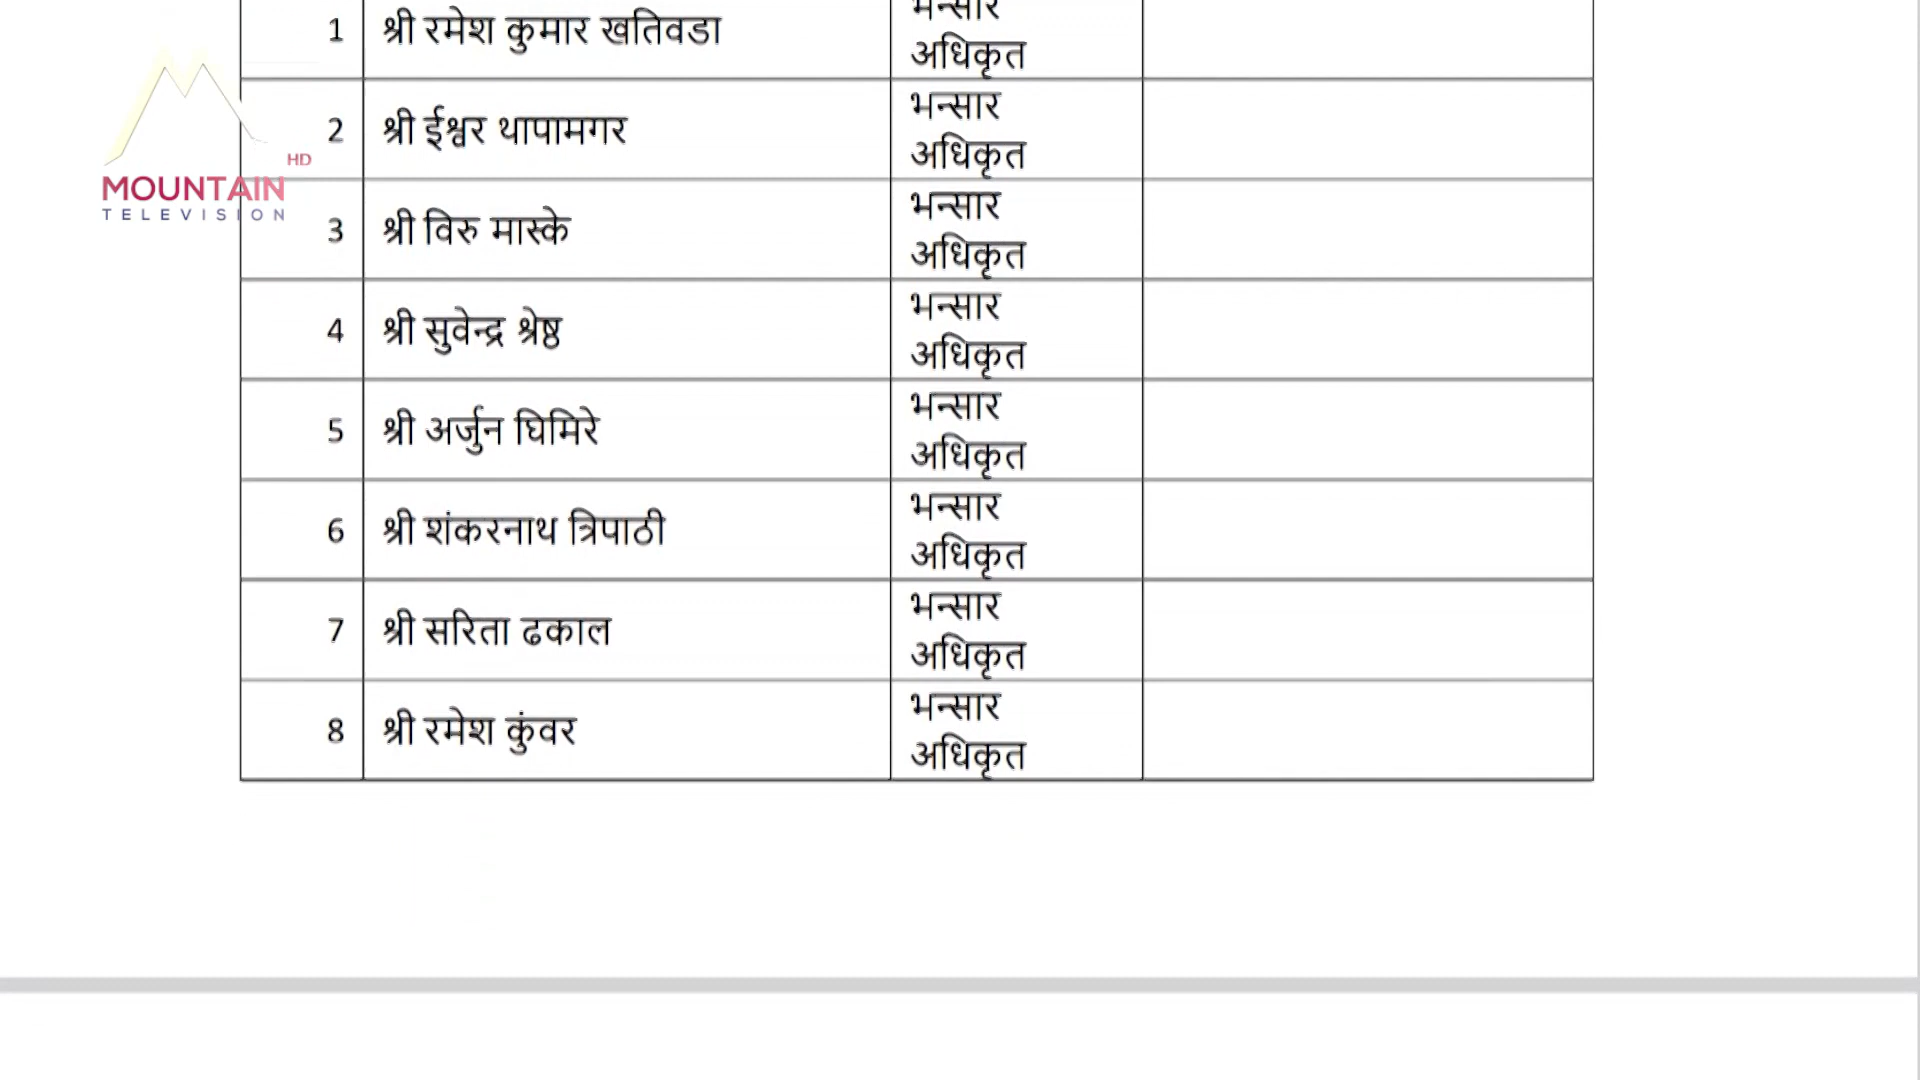 भन्सार
1 श्री रमेश कुमार खतिवडा
अधिकृत
भन्सार
2 श्री ईश्वर थापामगर
अधिकृत
HD
MOUNTAIN
TELEVISION
भन्सार
3 श्री विरु मास्के
अधिकृत
भन्सार
4 श्री सुवेन्द्र श्रेष्ठ
अधिकृत
भन्सार
5 श्री अर्जुन घिमिरे
अधिकृत
भन्सार
6 श्री शंकरनाथ त्रिपाठी
अधिकृत
भन्सार
7 श्री सरिता ढकाल
अधिकृत
भन्सार
8 श्री रमेश कुंवर
अधिकृत